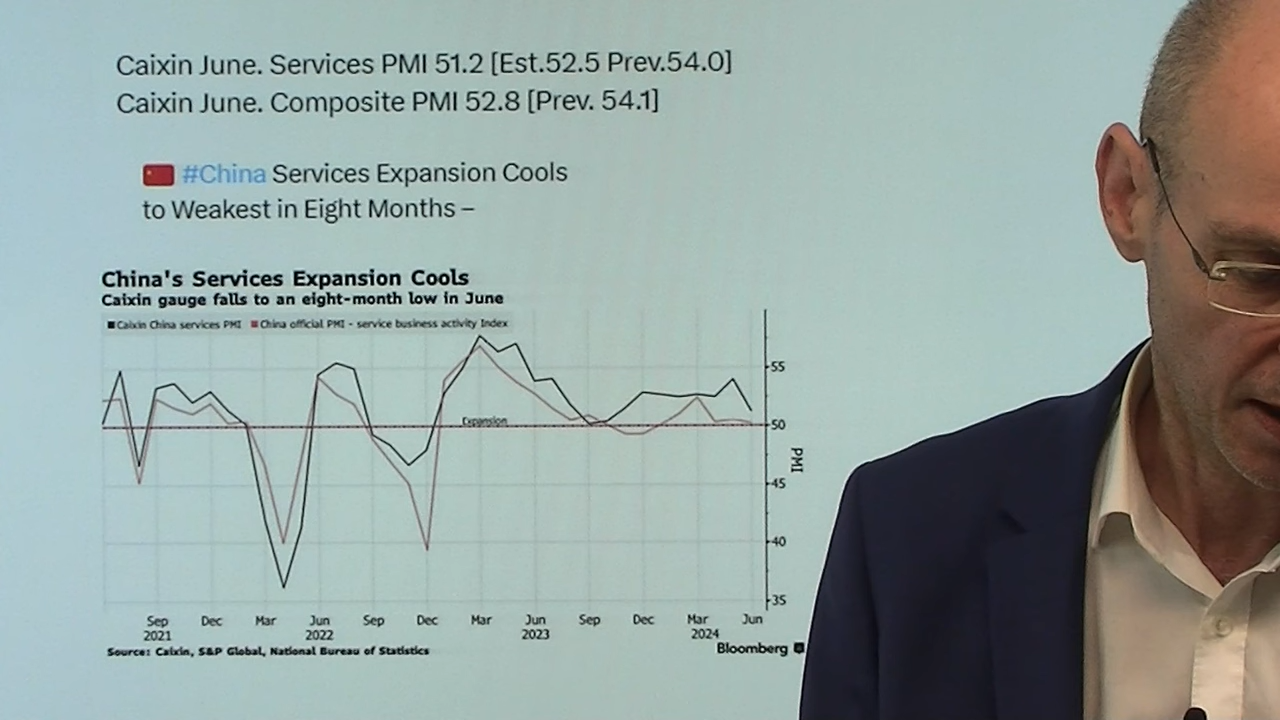 Caixin June. Services PMI 51.2 [Est.52.5 Prev.54.0]
Caixin June. Composite PMI 52.8 [Prev. 54.1]
#China Services Expansion Cools
to Weakest in Eight Months –
China's Services Expansion Cools
Caixin gauge falls to an eight-month low in June
Caixin China services PMI China official PMI - service business activity Index
55
Expansion
50
PMI
45
40
35
Sep Dec Mar Jun Sep Dec Mar Jun Sep Dec Mar Jun
2021 2022 2023 2024
Source: Caixin, S&P Global, National Bureau of Statistics
Bloomberg